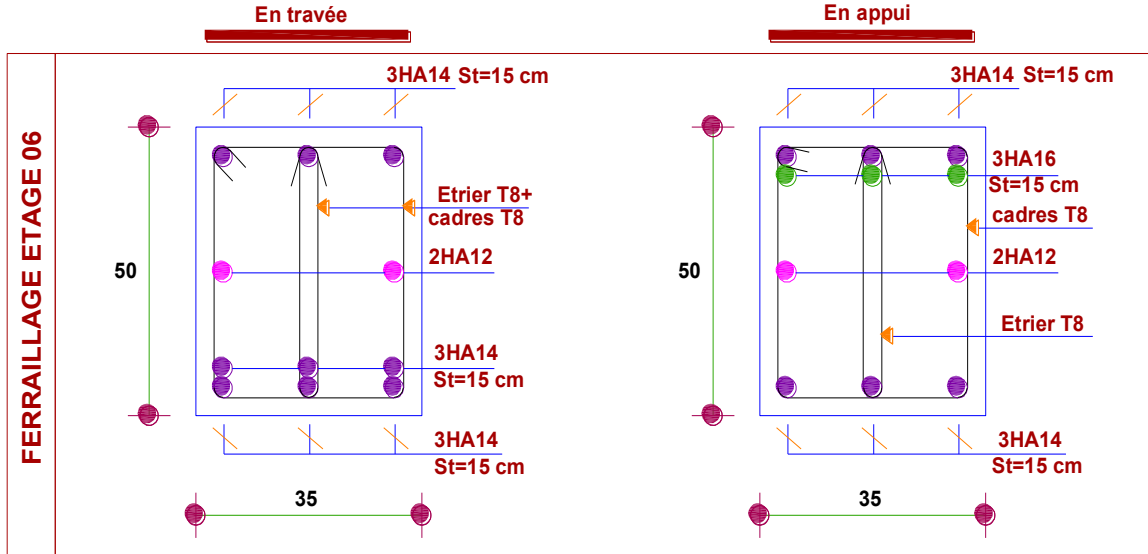 En travée
En appui
FERRAILLAGE ETAGE 06
3HA14 St=15 cm
Etrier T8+
cadres T8
50
2HA12
3HA14
St=15 cm
3HA14
St=15 cm
35
3HA14 St=15 cm
3HA16
St=15 cm
cadres T8
50
2HA12
Etrier T8
3HA14
St=15 cm
35